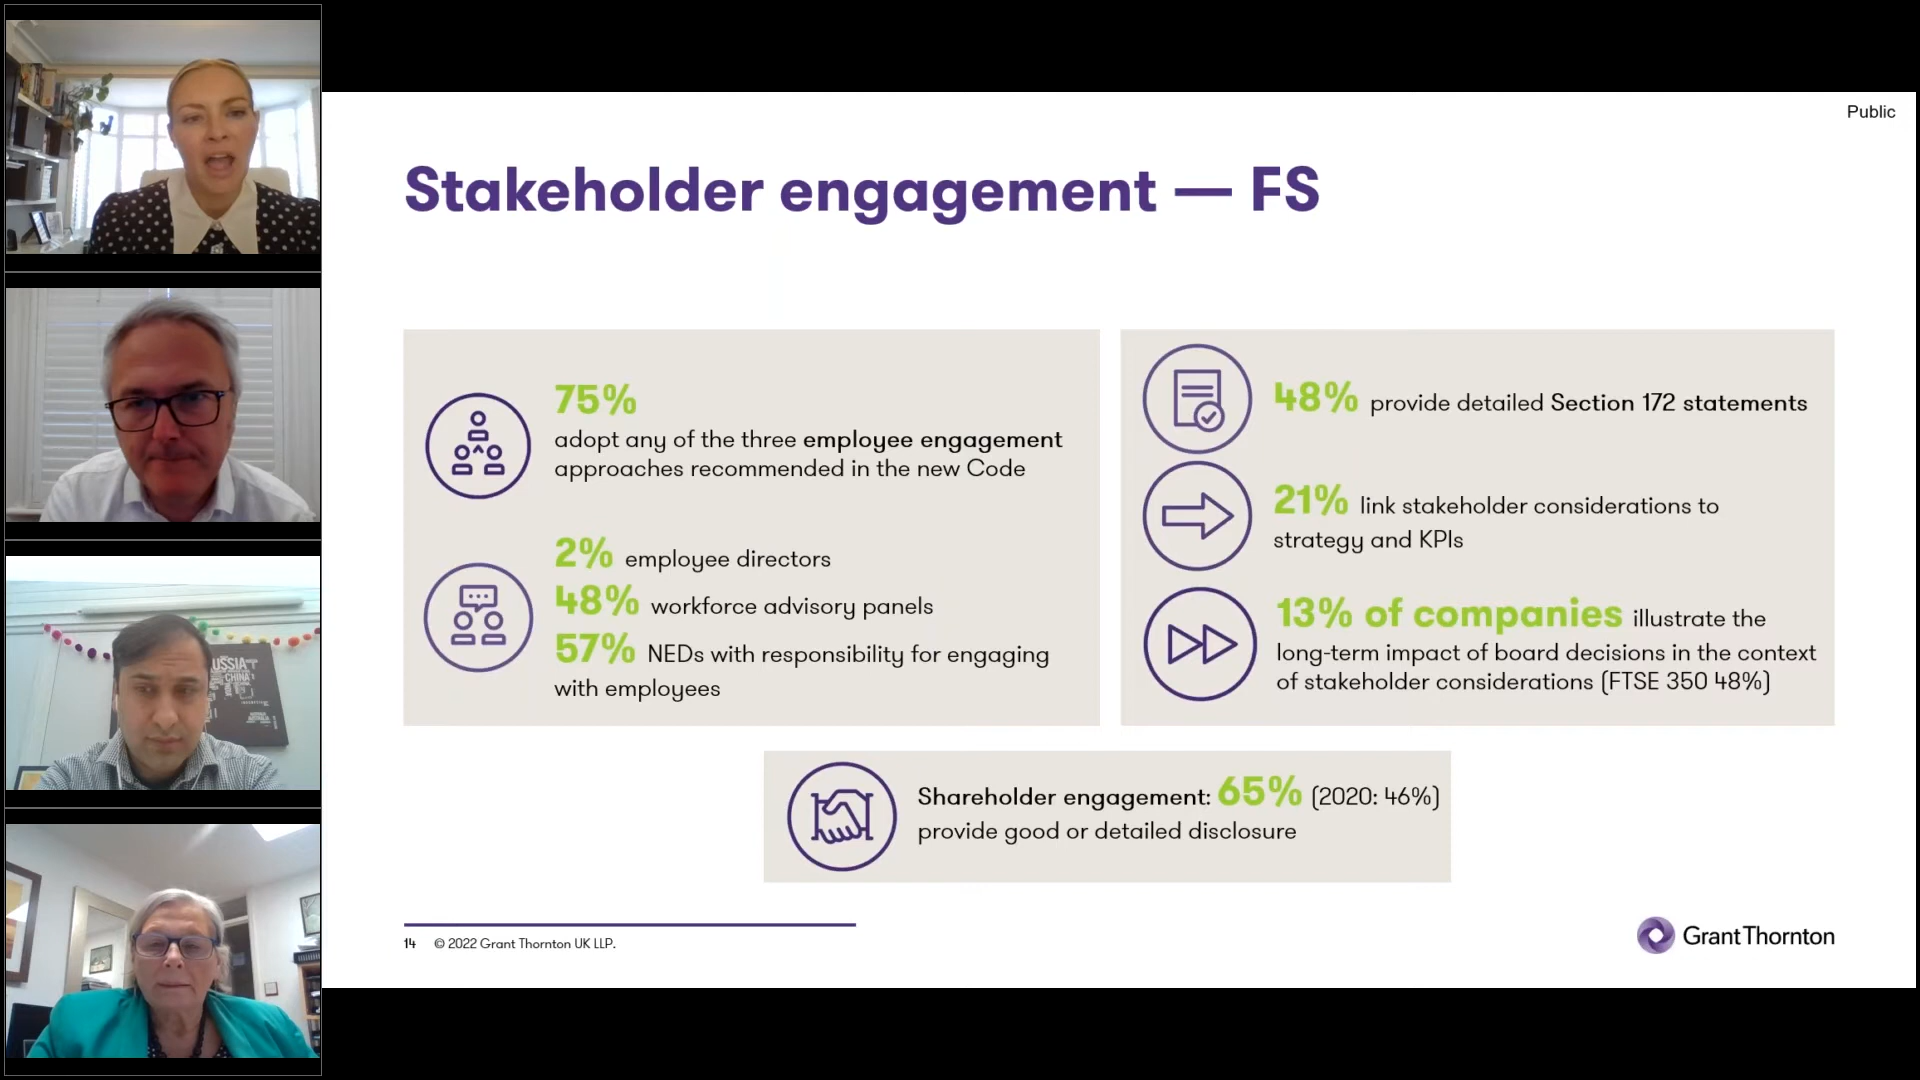 Public
Stakeholder engagement — FS
75%
adopt any of the three employee engagement
approaches recommended in the new Code
2% employee directors
48% workforce advisory panels
57% NEDs with responsibility for engaging
with employees
48% provide detailed Section 172 statements
21% link stakeholder considerations to
strategy and KPIs
13% of companies illustrate the
long-term impact of board decisions in the context
of stakeholder considerations (FTSE 350 48%)
Shareholder engagement: 65% (2020: 46%)
provide good or detailed disclosure
14 © 2022 Grant Thornton UK LLP.
GrantThornton
RUSSIA
CHINA